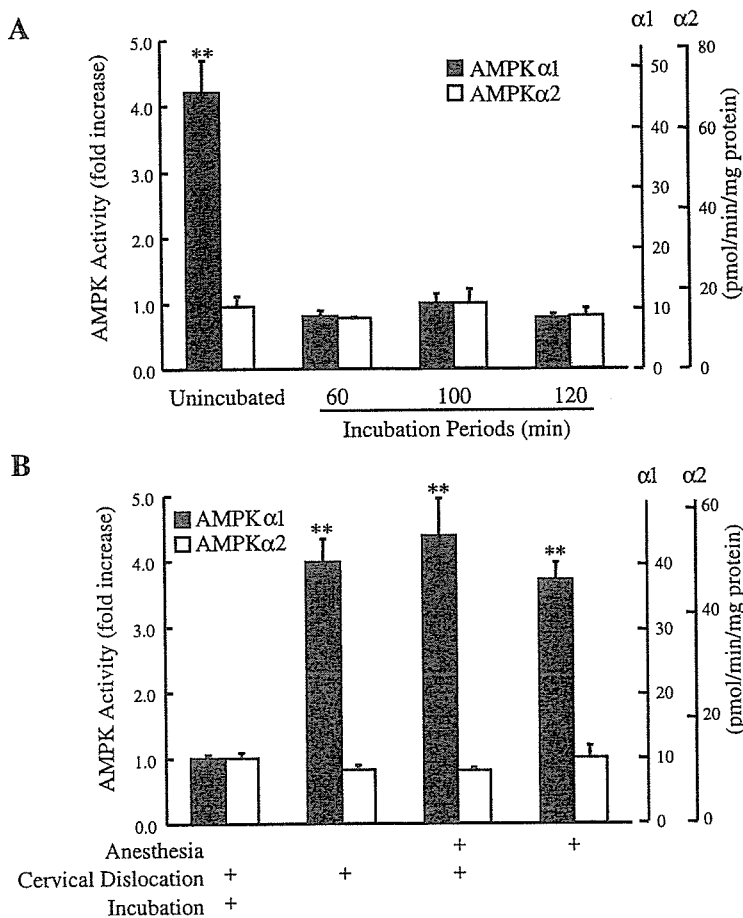 A
α1 α2
AMPK Activity (fold increase)
5.0
4.0
3.0
2.0
1.0
0.0
**
AMPKα1
AMPKα2
50
40
30
20
10
0
80
60
40
20
0
(pmol/min/mg protein)
Unincubated 60 100 120
Incubation Periods (min)
B
α1 α2
AMPK Activity (fold increase)
5.0
4.0
3.0
2.0
1.0
0.0
AMPKα1
AMPKα2
** ** **
40
30
20
10
0
60
40
20
0
(pmol/min/mg protein)
Anesthesia + +
Cervical Dislocation + + +
Incubation +